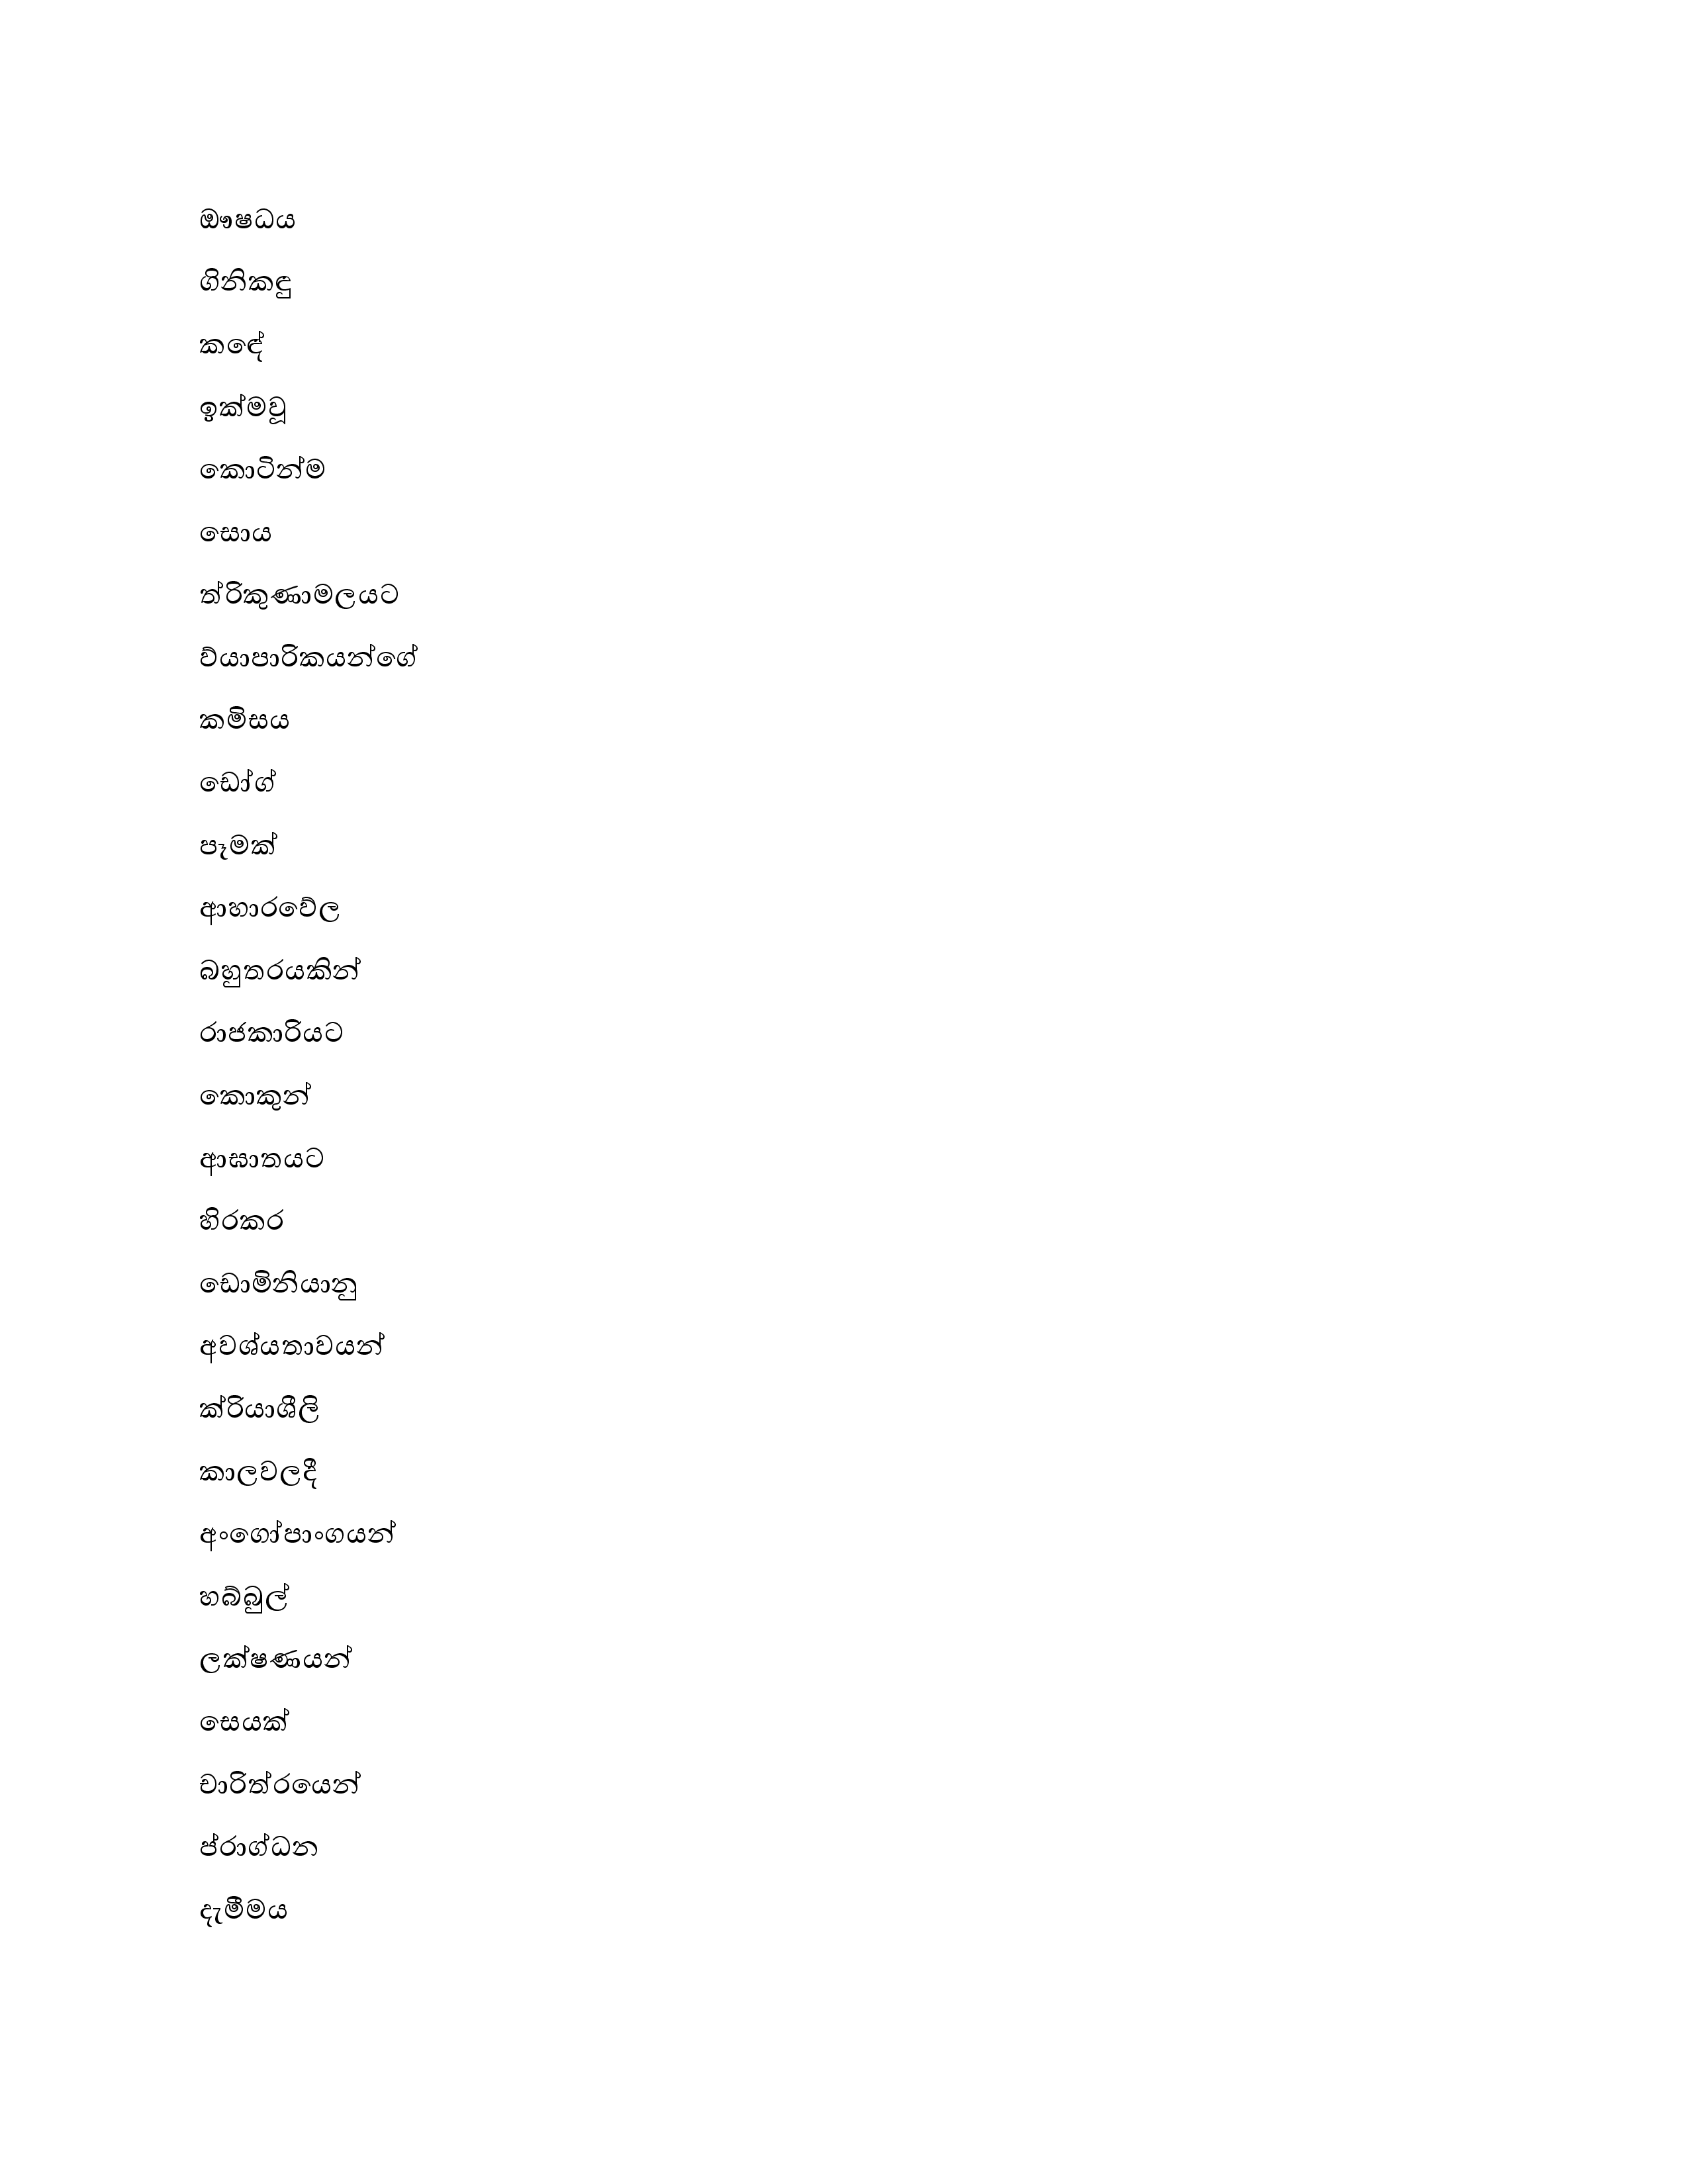 ඖෂධය
ගිනිකඳු
කඳේ
ඉක්මවූ
කොටින්ම
සොය
ත්රිකුණාමලයට
ව්යාපාරිකයන්ගේ
කමිසය
ඩෝග්
පෑමක්
ආහාරවේල
බහුතරයකින්
රාජකාරියට
කොකුන්
ආඝාතයට
හිරකර
ඩොමිනියානු
අවශ්යතාවයන්
ක්රියාශීලි
කාලවලදී
අංගෝපාංගයන්
හබ්බුල්
ලක්ෂණයන්
සෙයක්
චාරිත්රයෙන්
ප්රාග්ධන
දැමීමය